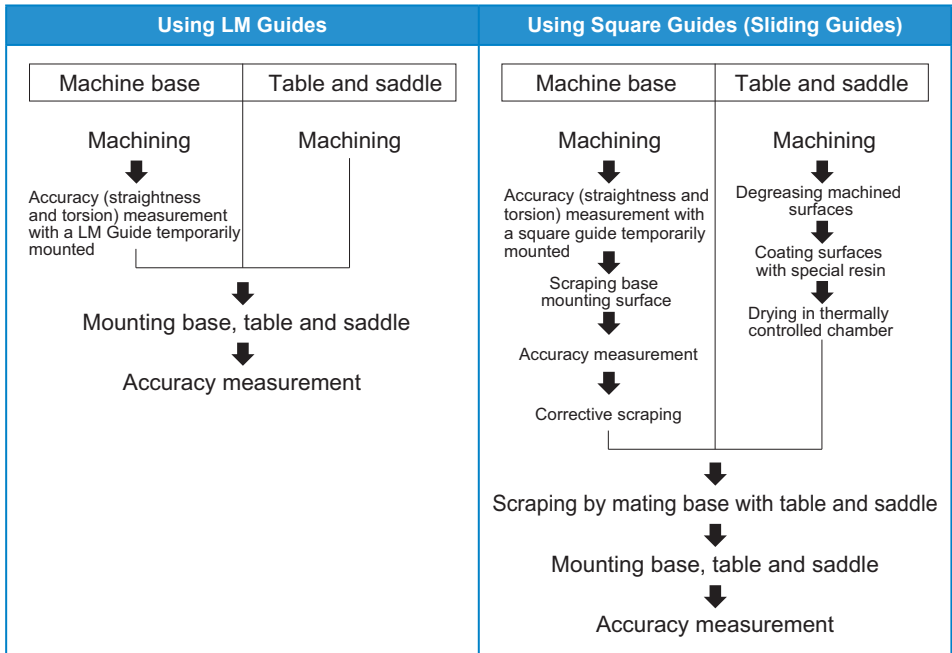 Using LM Guides
Machine base
Table and saddle
Machining
Accuracy (straightness
and torsion) measurement
with a LM Guide temporarily
mounted
Machining
Mounting base, table and saddle
Accuracy measurement
Using Square Guides (Sliding Guides)
Machine base
Table and saddle
Machining
Accuracy (straightness and
torsion) measurement with
a square guide temporarily
mounted
Scraping base
mounting surface
Accuracy measurement
Corrective scraping
Machining
Degreasing machined
surfaces
Coating surfaces
with special resin
Drying in thermally
controlled chamber
Scraping by mating base with table and saddle
Mounting base, table and saddle
Accuracy measurement